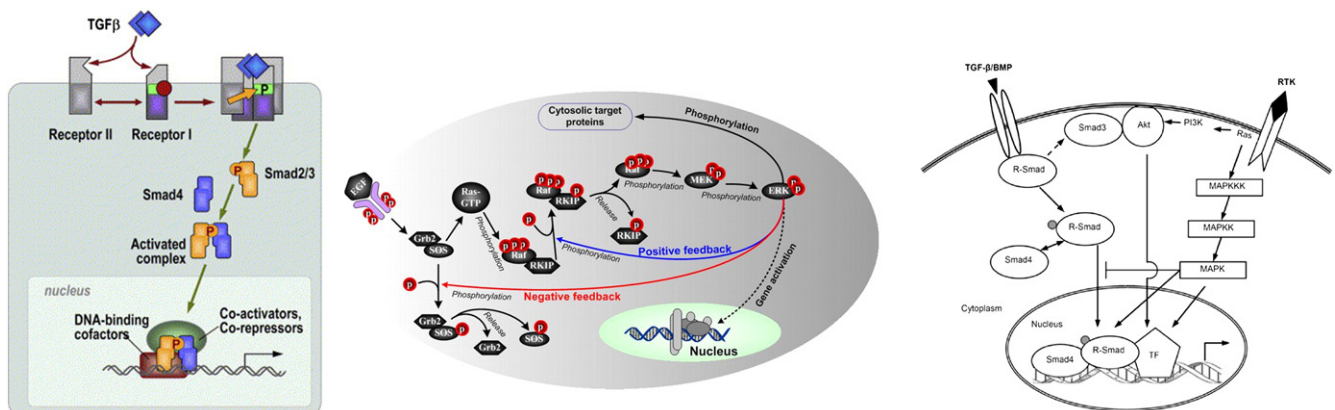 TGFβ
Receptor II
Receptor I
P
Smad2/3
P
Smad4
P
Activated
complex
nucleus
Co-activators,
Co-repressors
DNA-binding
cofactors
P
Cytosolic target
proteins
Phosphorylation
EGF
P P
P P
Ras-
GTP
P P P
Raf
P
RKIP
P P P
Raf
Phosphorylation
P P
MEK
Phosphorylation
P P
ERK
Release
P
RKIP
P
Phosphorylation
Positive feedback
Grb2
SOS
Phosphorylation
P P P
Raf
RKIP
P
Phosphorylation
Negative feedback
Gene activation
Grb2
SOS
P
Release
Grb2
P
SOS
Nucleus
TGF-β/BMP
RTK
Smad3
Akt
PI3K
Ras
R-Smad
MAPKKK
R-Smad
MAPKK
Smad4
MAPK
Cytoplasm
Nucleus
Smad4
R-Smad
TF